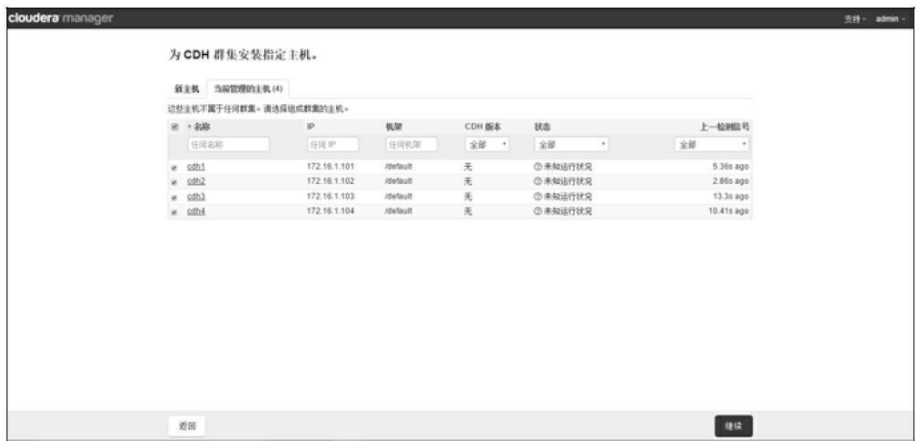 cloudera manager 支持 admin
为 CDH 群集安装指定主机。
新主机 当前管理的主机 (4)
这些主机不属于任何群集。请选择组成群集的主机。
名称 IP 机架 CDH 版本 状态 上一检测信号
任何名称 任何 IP 任何机架 全部 全部 全部
cdh1 172.16.1.101 /default 无 未知运行状况 5.36s ago
cdh2 172.16.1.102 /default 无 未知运行状况 2.86s ago
cdh3 172.16.1.103 /default 无 未知运行状况 13.3s ago
cdh4 172.16.1.104 /default 无 未知运行状况 10.41s ago
返回 继续